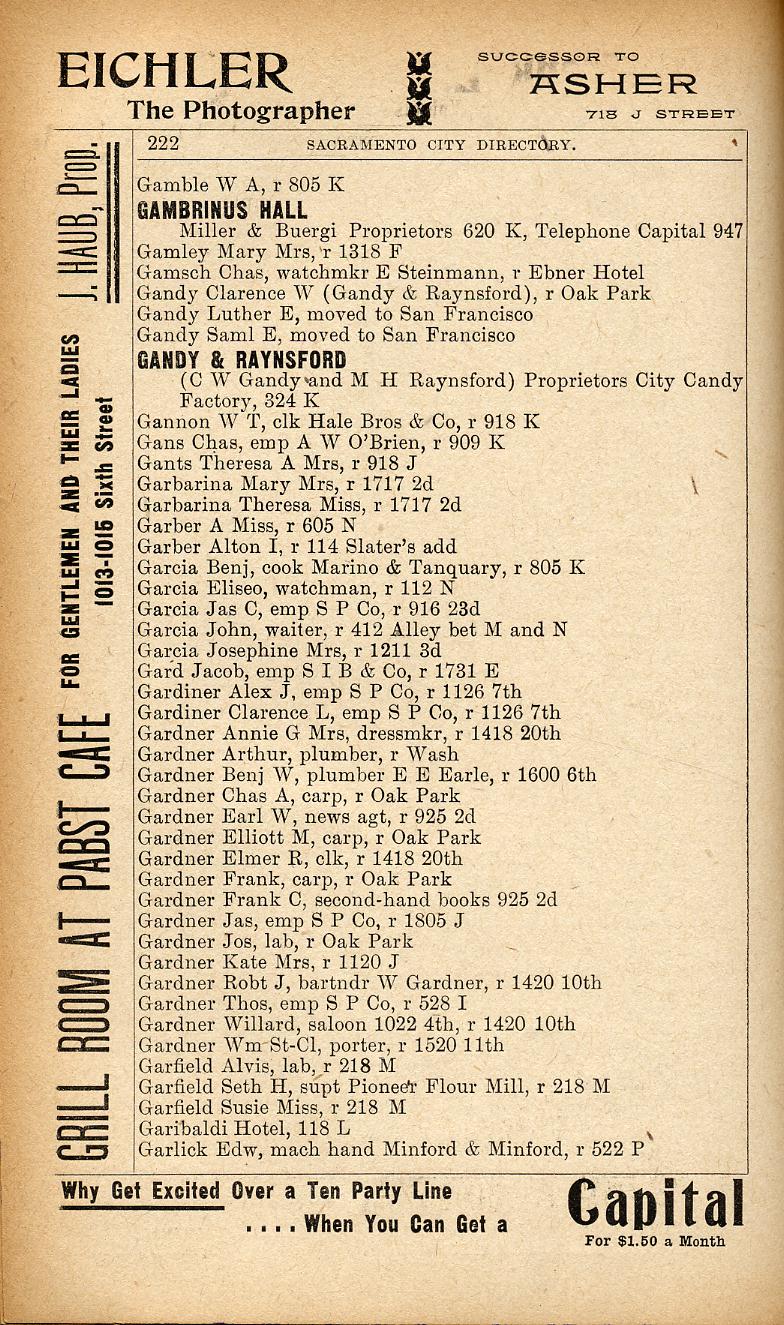 EICHLER
The Photographer
SUCCESSOR TO
ASHER
718 J STREET
222 SACRAMENTO CITY DIRECTORY.
Gamble W A, r 805 K
GAMBRINUS HALL
Miller & Buergi Proprietors 620 K, Telephone Capital 947
Gamley Mary Mrs, r 1318 F
Gamsch Chas, watchmkr E Steinmann, r Ebner Hotel
Gandy Clarence W (Gandy & Raynsford), r Oak Park
Gandy Luther E, moved to San Francisco
Gandy Saml E, moved to San Francisco
GANDY & RAYNSFORD
(C W Gandy and M H Raynsford) Proprietors City Candy
Factory, 324 K
Gannon W T, clk Hale Bros & Co, r 918 K
Gans Chas, emp A W O'Brien, r 909 K
Gants Theresa A Mrs, r 918 J
Garbarina Mary Mrs, r 1717 2d
Garbarina Theresa Miss, r 1717 2d
Garber A Miss, r 605 N
Garber Alton I, r 114 Slater's add
Garcia Benj, cook Marino & Tanquary, r 805 K
Garcia Eliseo, watchman, r 112 N
Garcia Jas C, emp S P Co, r 916 23d
Garcia John, waiter, r 412 Alley bet M and N
Garcia Josephine Mrs, r 1211 3d
Gard Jacob, emp S I B & Co, r 1731 E
Gardiner Alex J, emp S P Co, r 1126 7th
Gardiner Clarence L, emp S P Co, r 1126 7th
Gardner Annie G Mrs, dressmkr, r 1418 20th
Gardner Arthur, plumber, r Wash
Gardner Benj W, plumber E E Earle, r 1600 6th
Gardner Chas A, carp, r Oak Park
Gardner Earl W, news agt, r 925 2d
Gardner Elliott M, carp, r Oak Park
Gardner Elmer R, clk, r 1418 20th
Gardner Frank, carp, r Oak Park
Gardner Frank C, second-hand books 925 2d
Gardner Jas, emp S P Co, r 1805 J
Gardner Jos, lab, r Oak Park
Gardner Kate Mrs, r 1120 J
Gardner Robt J, bartndr W Gardner, r 1420 10th
Gardner Thos, emp S P Co, r 528 I
Gardner Willard, saloon 1022 4th, r 1420 10th
Gardner Wm St-Cl, porter, r 1520 11th
Garfield Alvis, lab, r 218 M
Garfield Seth H, supt Pioneer Flour Mill, r 218 M
Garfield Susie Miss, r 218 M
Garibaldi Hotel, 118 L
Garlick Edw, mach hand Minford & Minford, r 522 P
GRILL ROOM AT PABST CAFE FOR GENTLEMEN AND THEIR LADIES J. HAUB, Prop.
1013-1015 Sixth Street
Why Get Excited Over a Ten Party Line
....When You Can Get a
Capital
For $1.50 a Month